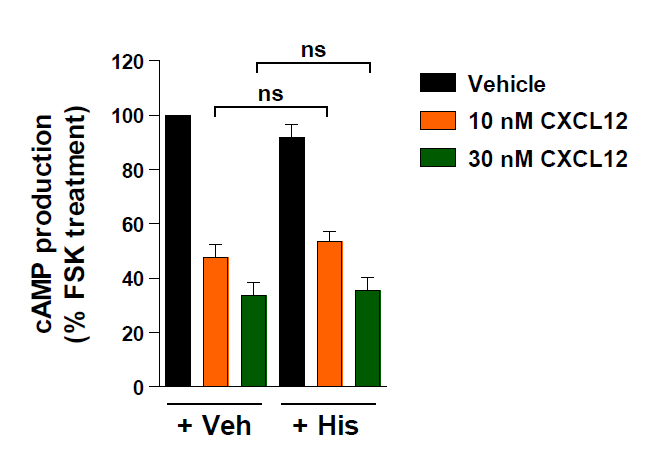 cAMP production
(% FSK treatment)
120
100
80
60
40
20
0
ns
ns
+ Veh
+ His
Vehicle
10 nM CXCL12
30 nM CXCL12